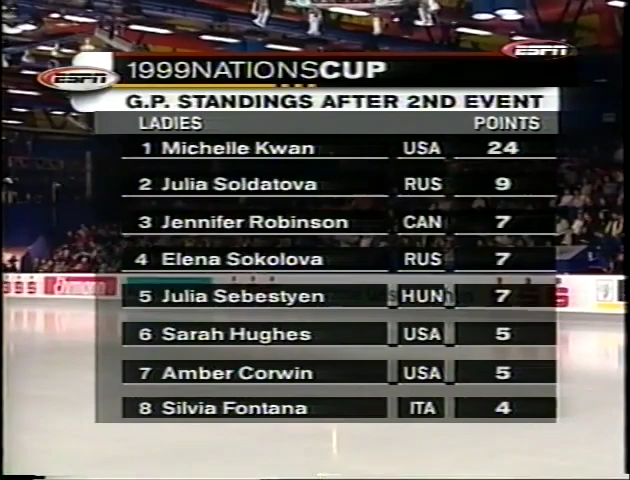 ESPN
ESPN 1999NATIONSCUP
G.P. STANDINGS AFTER 2ND EVENT
LADIES POINTS
1 Michelle Kwan USA 24
2 Julia Soldatova RUS 9
3 Jennifer Robinson CAN 7
4 Elena Sokolova RUS 7
5 Julia Sebestyen HUN 7
6 Sarah Hughes USA 5
7 Amber Corwin USA 5
8 Silvia Fontana ITA 4